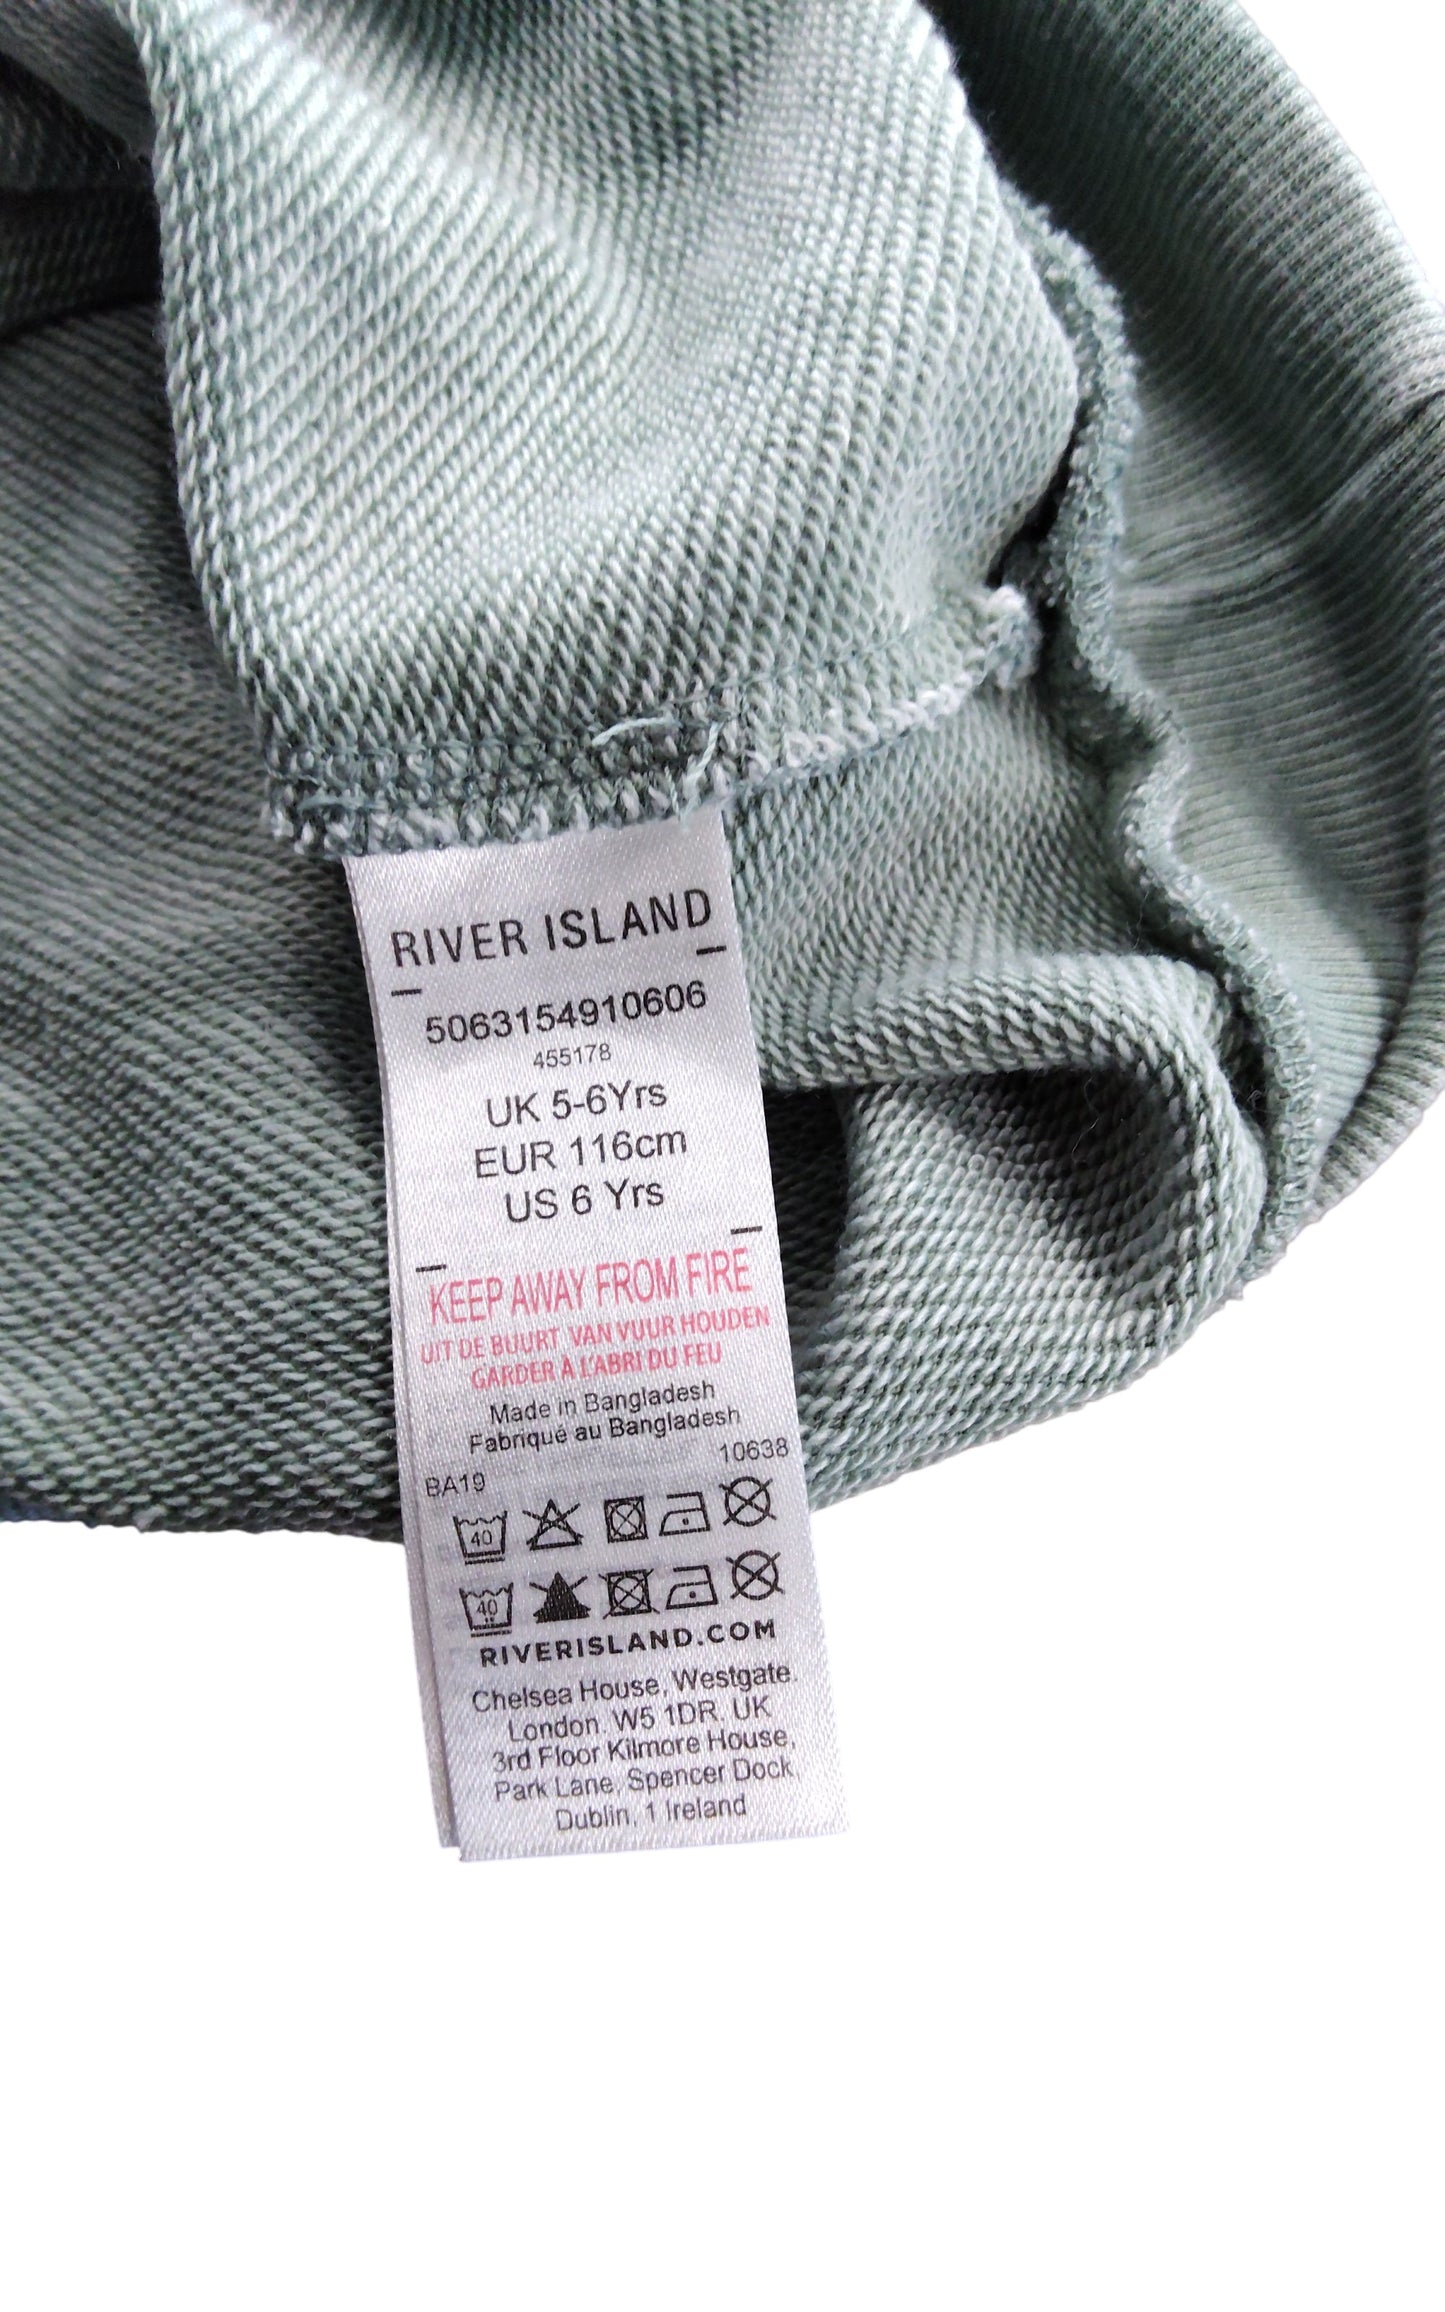 RIVER ISLAND
5063154910606
455178
UK 5-6Yrs
EUR 116cm
US 6 Yrs
KEEP AWAY FROM FIRE
UIT DE BUURT VAN VUUR HOUDEN
GARDER À L'ABRI DU FEU
Made in Bangladesh
Fabriqué au Bangladesh
BA19 10638
40
40
RIVERISLAND.COM
Chelsea House, Westgate.
London. W5 1DR. UK
3rd Floor Kilmore House,
Park Lane, Spencer Dock,
Dublin, 1 Ireland